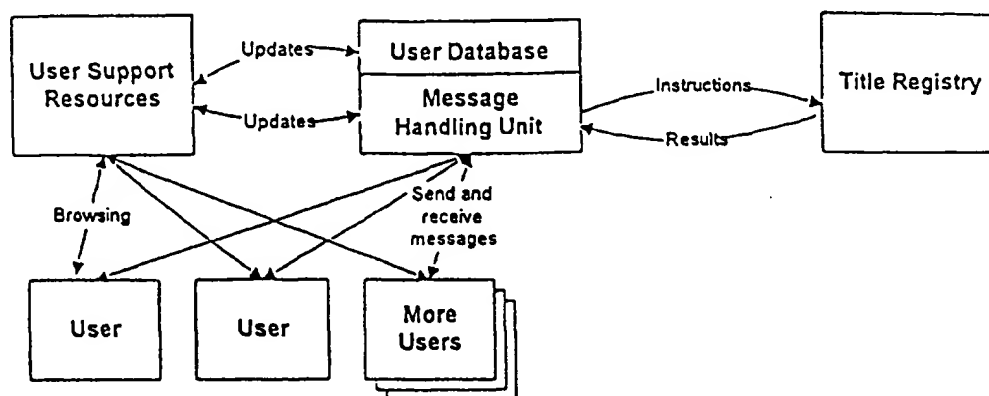 User Support
Resources
Updates
Updates
User Database
Message
Handling Unit
Instructions
Results
Title Registry
Browsing
Send and
receive
messages
User
User
More
Users